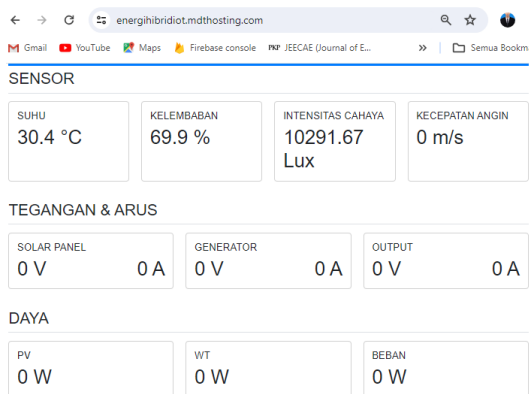 energihibridiot.mdthosting.com
Gmail YouTube Maps Firebase console PKP JEECAE (Journal of E... » Semua Bookm
SENSOR
SUHU KELEMBABAN INTENSITAS CAHAYA KECEPATAN ANGIN
30.4 °C 69.9 % 10291.67 0 m/s
Lux
TEGANGAN & ARUS
SOLAR PANEL GENERATOR OUTPUT
0 V 0 A 0 V 0 A 0 V 0 A
DAYA
PV WT BEBAN
0 W 0 W 0 W